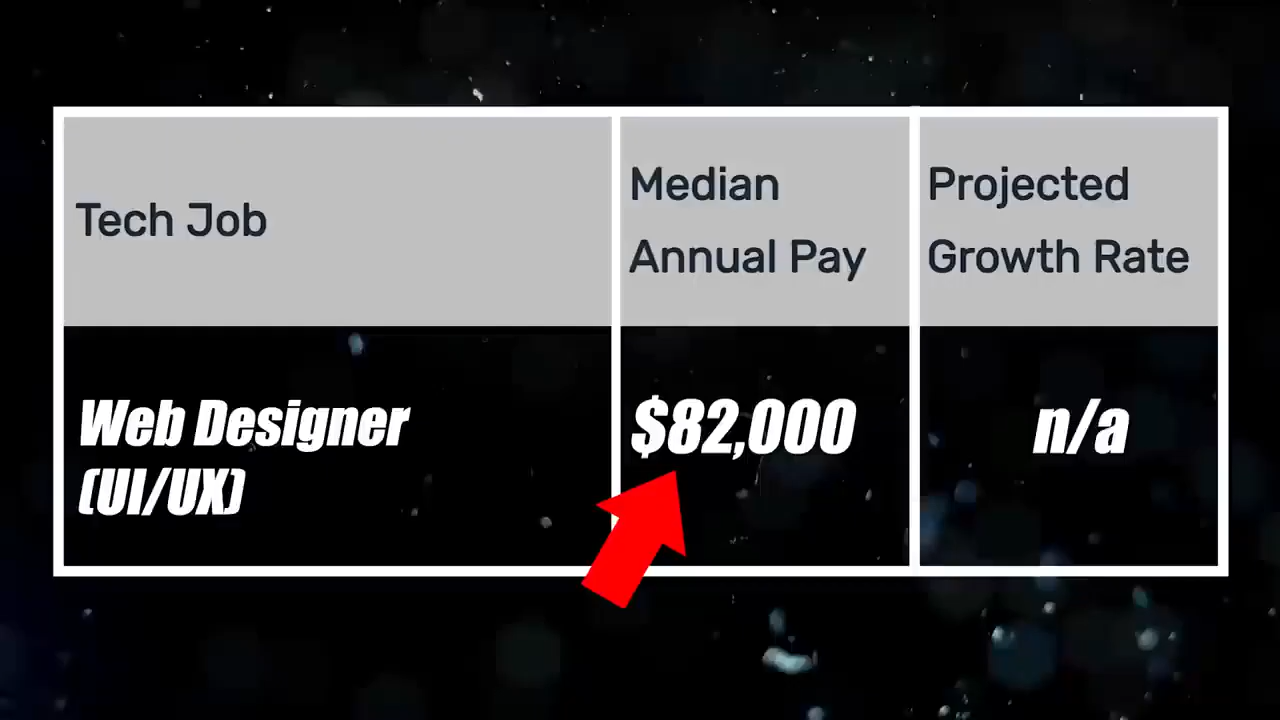 Tech Job
Median
Annual Pay
Projected
Growth Rate
Web Designer
(UI/UX)
$82,000
n/a